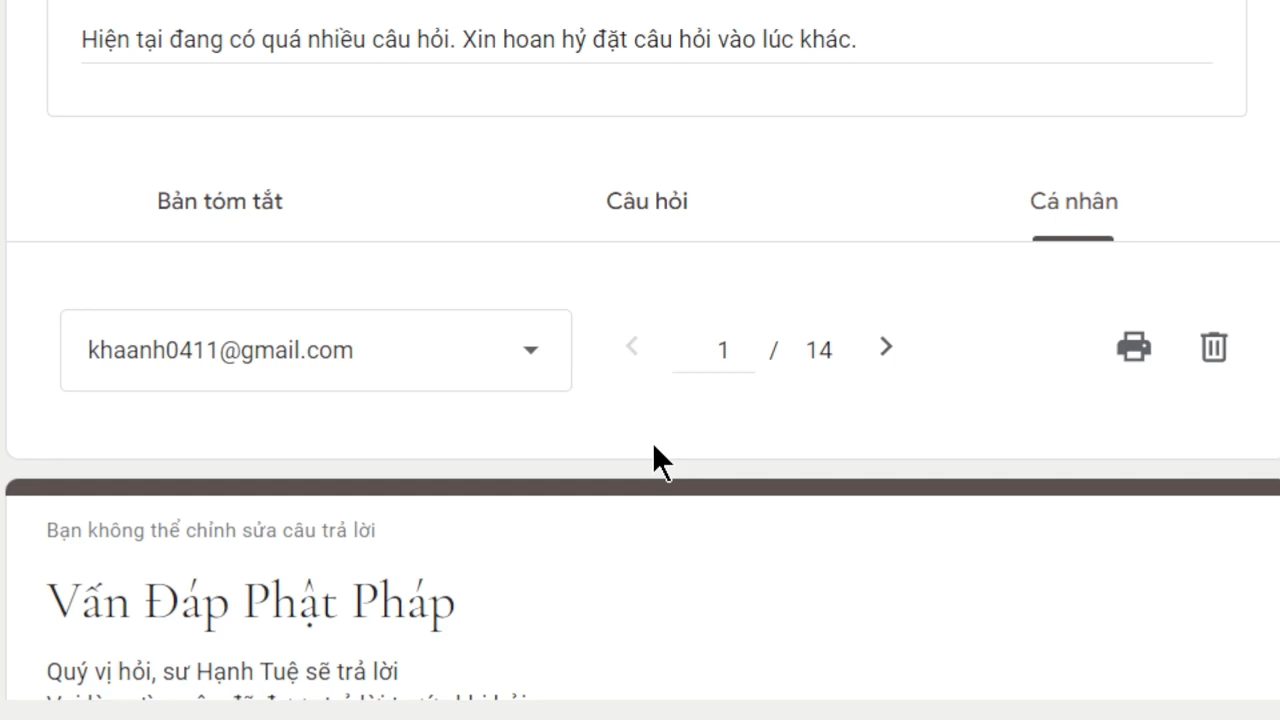 Hiện tại đang có quá nhiều câu hỏi. Xin hoan hỷ đặt câu hỏi vào lúc khác.
Bản tóm tắt Câu hỏi Cá nhân
khaanh0411@gmail.com 1 / 14
Bạn không thể chỉnh sửa câu trả lời
Vấn Đáp Phật Pháp
Quý vị hỏi, sư Hạnh Tuệ sẽ trả lời